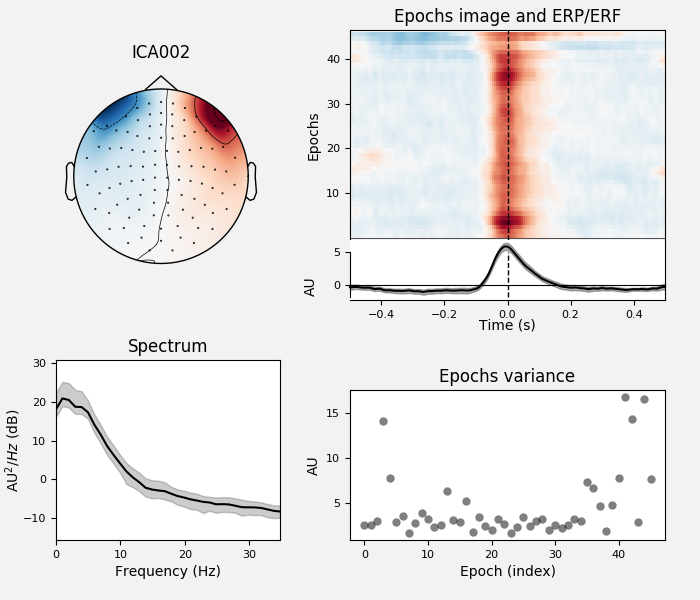 ICA002
Epochs image and ERP/ERF
Epochs
40
30
20
10
AU
5
0
−0.4 −0.2 0.0 0.2 0.4
Time (s)
Spectrum
AU²/Hz (dB)
30
20
10
0
−10
0 10 20 30
Frequency (Hz)
Epochs variance
AU
15
10
5
0 10 20 30 40
Epoch (index)